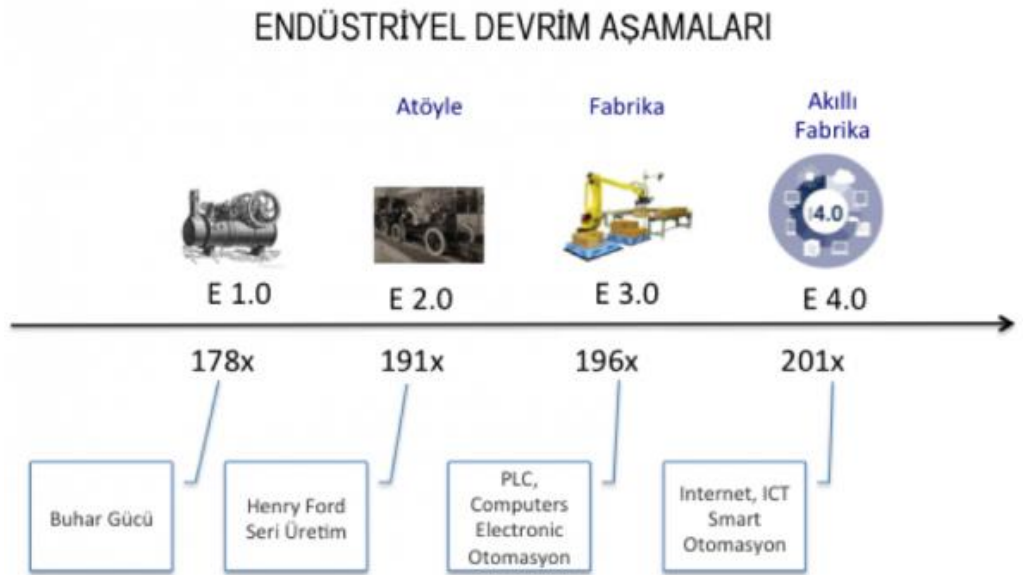 ENDÜSTRİYEL DEVRİM AŞAMALARI
Atöyle
Fabrika
Akıllı
Fabrika
i4.0
E 1.0
E 2.0
E 3.0
E 4.0
178x
191x
196x
201x
Buhar Gücü
Henry Ford
Seri Üretim
PLC,
Computers
Electronic
Otomasyon
Internet, ICT
Smart
Otomasyon